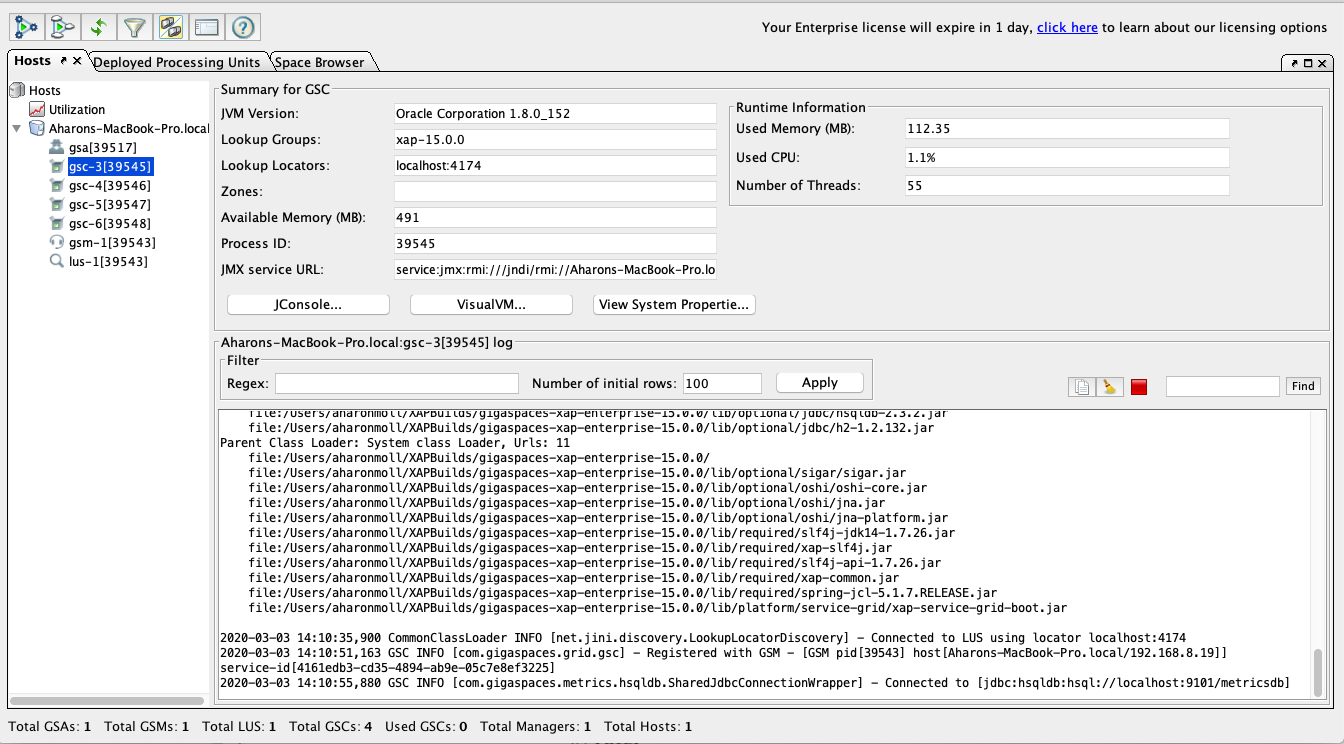 Your Enterprise license will expire in 1 day, click here to learn about our licensing options
Hosts
Deployed Processing Units
Space Browser
Hosts
Utilization
Aharons-MacBook-Pro.local
gsa[39517]
gsc-3[39545]
gsc-4[39546]
gsc-5[39547]
gsc-6[39548]
gsm-1[39543]
lus-1[39543]
Summary for GSC
JVM Version: Oracle Corporation 1.8.0_152
Lookup Groups: xap-15.0.0
Lookup Locators: localhost:4174
Zones:
Available Memory (MB): 491
Process ID: 39545
JMX service URL: service:jmx:rmi:///jndi/rmi://Aharons-MacBook-Pro.lo
JConsole... VisualVM... View System Propertie...
Runtime Information
Used Memory (MB): 112.35
Used CPU: 1.1%
Number of Threads: 55
Aharons-MacBook-Pro.local:gsc-3[39545] log
Filter
Regex: Number of initial rows: 100 Apply
Find
file:/Users/aharonmoll/XAPBuilds/gigaspaces-xap-enterprise-15.0.0/lib/optional/jdbc/hsqldb-2.3.2.jar
file:/Users/aharonmoll/XAPBuilds/gigaspaces-xap-enterprise-15.0.0/lib/optional/jdbc/h2-1.2.132.jar
Parent Class Loader: System class Loader, Urls: 11
file:/Users/aharonmoll/XAPBuilds/gigaspaces-xap-enterprise-15.0.0/
file:/Users/aharonmoll/XAPBuilds/gigaspaces-xap-enterprise-15.0.0/lib/optional/sigar/sigar.jar
file:/Users/aharonmoll/XAPBuilds/gigaspaces-xap-enterprise-15.0.0/lib/optional/oshi/oshi-core.jar
file:/Users/aharonmoll/XAPBuilds/gigaspaces-xap-enterprise-15.0.0/lib/optional/oshi/jna.jar
file:/Users/aharonmoll/XAPBuilds/gigaspaces-xap-enterprise-15.0.0/lib/optional/oshi/jna-platform.jar
file:/Users/aharonmoll/XAPBuilds/gigaspaces-xap-enterprise-15.0.0/lib/required/slf4j-jdk14-1.7.26.jar
file:/Users/aharonmoll/XAPBuilds/gigaspaces-xap-enterprise-15.0.0/lib/required/xap-slf4j.jar
file:/Users/aharonmoll/XAPBuilds/gigaspaces-xap-enterprise-15.0.0/lib/required/slf4j-api-1.7.26.jar
file:/Users/aharonmoll/XAPBuilds/gigaspaces-xap-enterprise-15.0.0/lib/required/xap-common.jar
file:/Users/aharonmoll/XAPBuilds/gigaspaces-xap-enterprise-15.0.0/lib/required/spring-jcl-5.1.7.RELEASE.jar
file:/Users/aharonmoll/XAPBuilds/gigaspaces-xap-enterprise-15.0.0/lib/platform/service-grid/xap-service-grid-boot.jar
2020-03-03 14:10:35,900 CommonClassLoader INFO [net.jini.discovery.LookupLocatorDiscovery] - Connected to LUS using locator localhost:4174
2020-03-03 14:10:51,163 GSC INFO [com.gigaspaces.grid.gsc] - Registered with GSM - [GSM pid[39543] host[Aharons-MacBook-Pro.local/192.168.8.19]]
service-id[4161edb3-cd35-4894-ab9e-05c7e8ef3225]
2020-03-03 14:10:55,880 GSC INFO [com.gigaspaces.metrics.hsqldb.SharedJdbcConnectionWrapper] - Connected to [jdbc:hsqldb:hsql://localhost:9101/metricsdb]
Total GSAs: 1 Total GSMs: 1 Total LUS: 1 Total GSCs: 4 Used GSCs: 0 Total Managers: 1 Total Hosts: 1